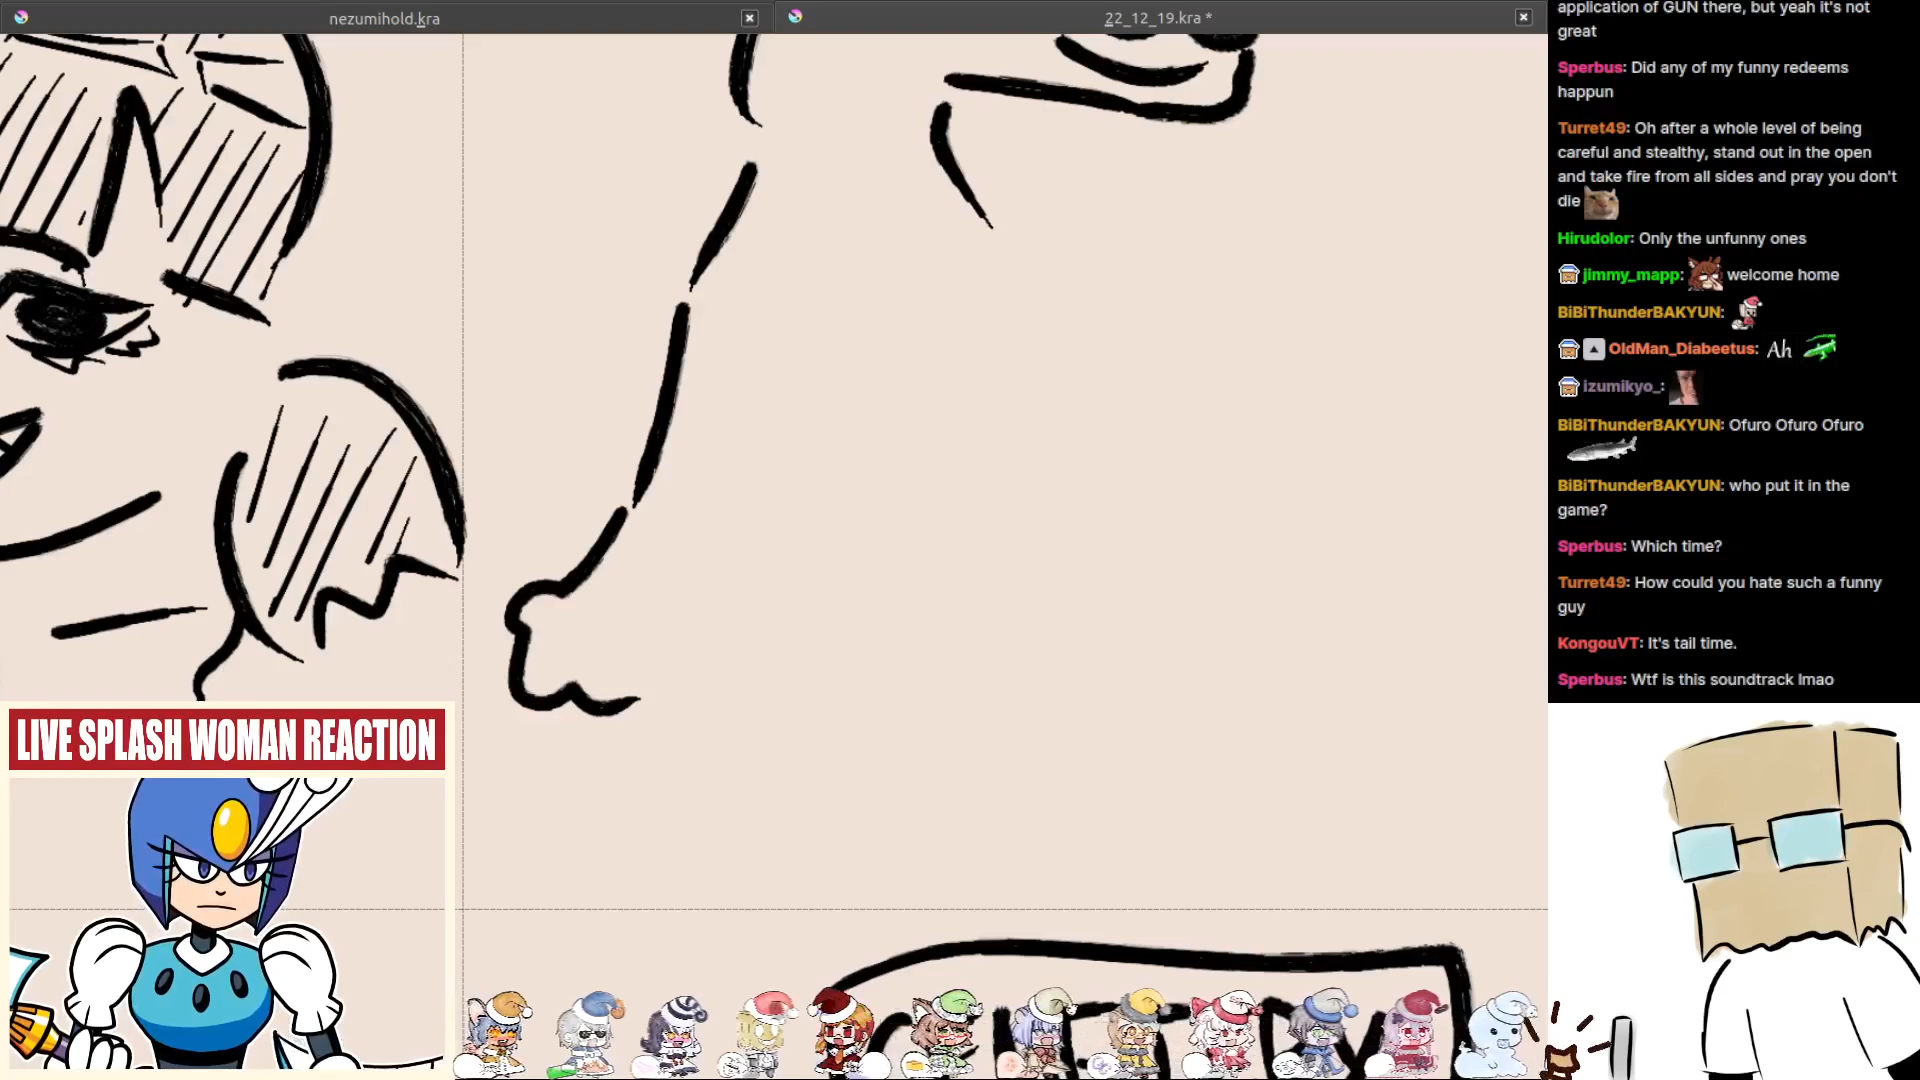 nezumihold.kra
22_12_19.kra *
application of GUN there, but yeah it's not
great
Sperbus: Did any of my funny redeems
happun
Turret49: Oh after a whole level of being
careful and stealthy, stand out in the open
and take fire from all sides and pray you don't
die
Hirudolor: Only the unfunny ones
jimmy_mapp: welcome home
BiBiThunderBAKYUN:
OldMan_Diabeetus: Ah
izumikyo_:
BiBiThunderBAKYUN: Ofuro Ofuro Ofuro
BiBiThunderBAKYUN: who put it in the
game?
Sperbus: Which time?
Turret49: How could you hate such a funny
guy
KongouVT: It's tail time.
Sperbus: Wtf is this soundtrack lmao
LIVE SPLASH WOMAN REACTION